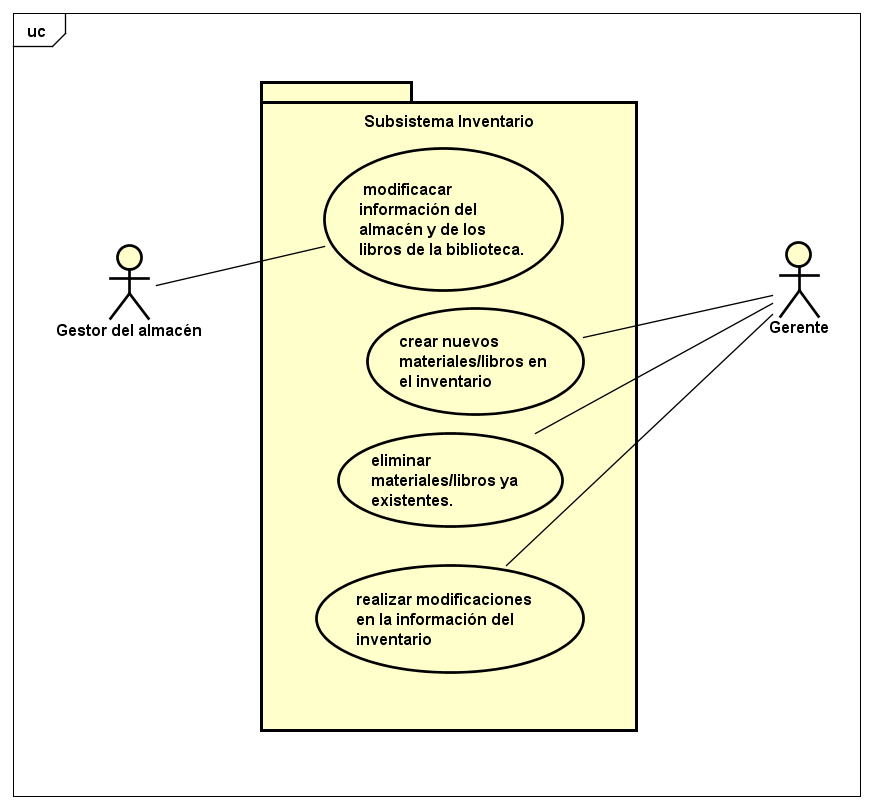 uc
Subsistema Inventario
modificacar
información del
almacén y de los
libros de la biblioteca.
Gestor del almacén
Gerente
crear nuevos
materiales/libros en
el inventario
eliminar
materiales/libros ya
existentes.
realizar modificaciones
en la información del
inventario